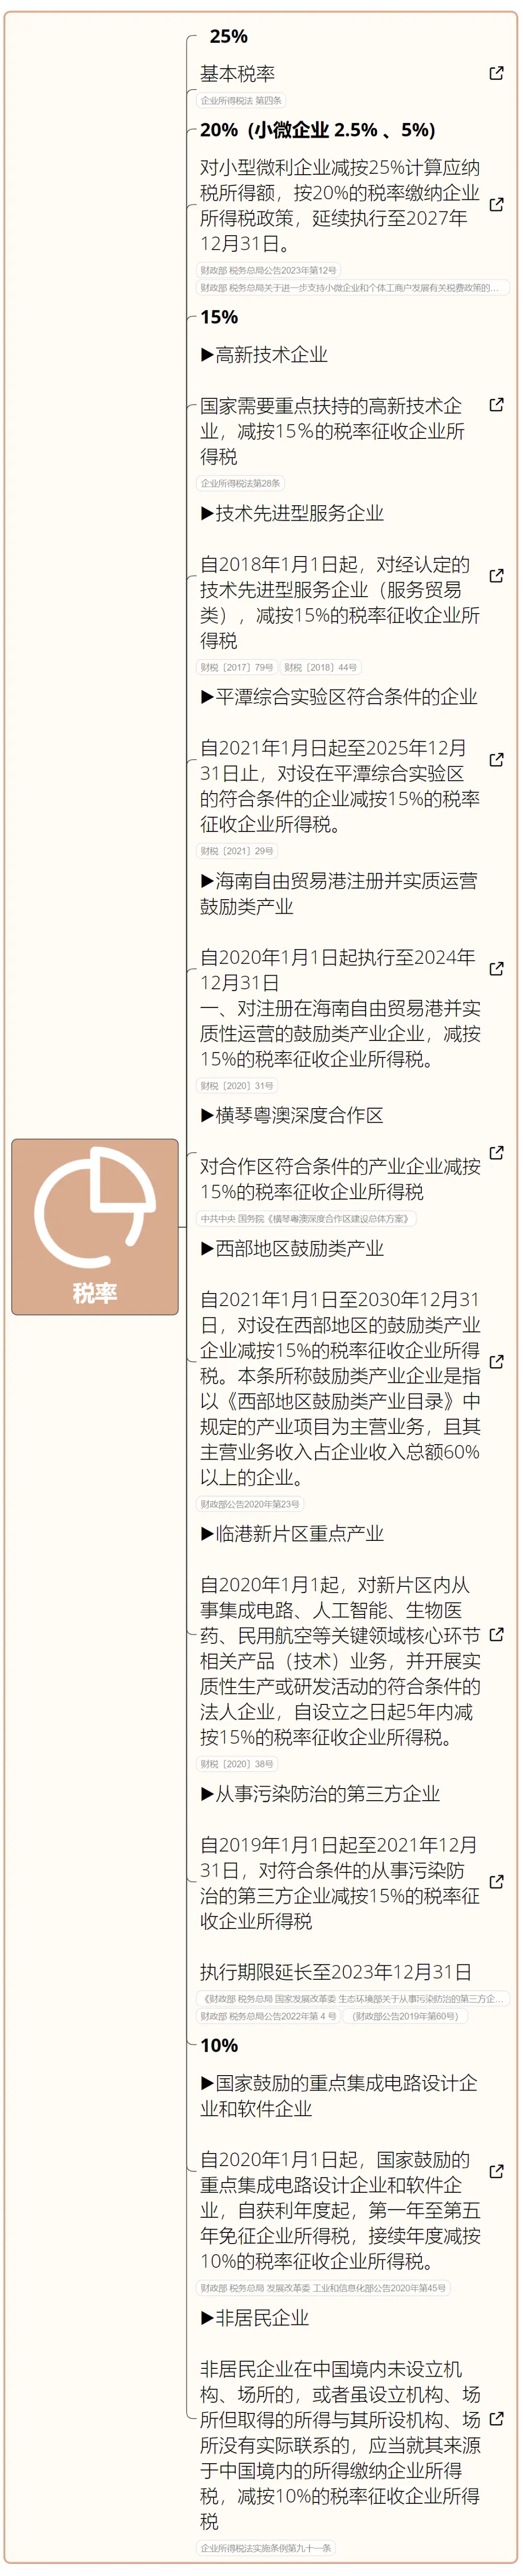 25%
基本税率
企业所得税法 第四条
20%（小微企业 2.5% 、5%)
对小型微利企业减按25%计算应纳
税所得额，按20%的税率缴纳企业
所得税政策，延续执行至2027年
12月31日。
财政部 税务总局公告2023年第12号
财政部 税务总局关于进一步支持小微企业和个体工商户发展有关税费政策的...
15%
▶高新技术企业
国家需要重点扶持的高新技术企
业，减按15％的税率征收企业所
得税
企业所得税法第28条
▶技术先进型服务企业
自2018年1月1日起，对经认定的
技术先进型服务企业（服务贸易
类），减按15%的税率征收企业所
得税
财税〔2017〕79号
财税〔2018〕44号
▶平潭综合实验区符合条件的企业
自2021年1月日起至2025年12月
31日止，对设在平潭综合实验区
的符合条件的企业减按15%的税率
征收企业所得税。
财税〔2021〕29号
▶海南自由贸易港注册并实质运营
鼓励类产业
自2020年1月1日起执行至2024年
12月31日
一、对注册在海南自由贸易港并实
质性运营的鼓励类产业企业，减按
15%的税率征收企业所得税。
财税〔2020〕31号
▶横琴粤澳深度合作区
对合作区符合条件的产业企业减按
15%的税率征收企业所得税
中共中央 国务院《横琴粤澳深度合作区建设总体方案》
▶西部地区鼓励类产业
税率
自2021年1月1日至2030年12月31
日，对设在西部地区的鼓励类产业
企业减按15%的税率征收企业所得
税。本条所称鼓励类产业企业是指
以《西部地区鼓励类产业目录》中
规定的产业项目为主营业务，且其
主营业务收入占企业收入总额60%
以上的企业。
财政部公告2020年第23号
▶临港新片区重点产业
自2020年1月1起，对新片区内从
事集成电路、人工智能、生物医
药、民用航空等关键领域核心环节
相关产品（技术）业务，并开展实
质性生产或研发活动的符合条件的
法人企业，自设立之日起5年内减
按15%的税率征收企业所得税。
财税〔2020〕38号
▶从事污染防治的第三方企业
自2019年1月1日起至2021年12月
31日，对符合条件的从事污染防
治的第三方企业减按15%的税率征
收企业所得税
执行期限延长至2023年12月31日
《财政部 税务总局 国家发展改革委 生态环境部关于从事污染防治的第三方企...
财政部 税务总局公告2022年第 4 号
(财政部公告2019年第60号)
10%
▶国家鼓励的重点集成电路设计企
业和软件企业
自2020年1月1日起，国家鼓励的
重点集成电路设计企业和软件企
业，自获利年度起，第一年至第五
年免征企业所得税，接续年度减按
10%的税率征收企业所得税。
财政部 税务总局 发展改革委 工业和信息化部公告2020年第45号
▶非居民企业
非居民企业在中国境内未设立机
构、场所的，或者虽设立机构、场
所但取得的所得与其所设机构、场
所没有实际联系的，应当就其来源
于中国境内的所得缴纳企业所得
税，减按10%的税率征收企业所得
税
企业所得税法实施条例第九十一条